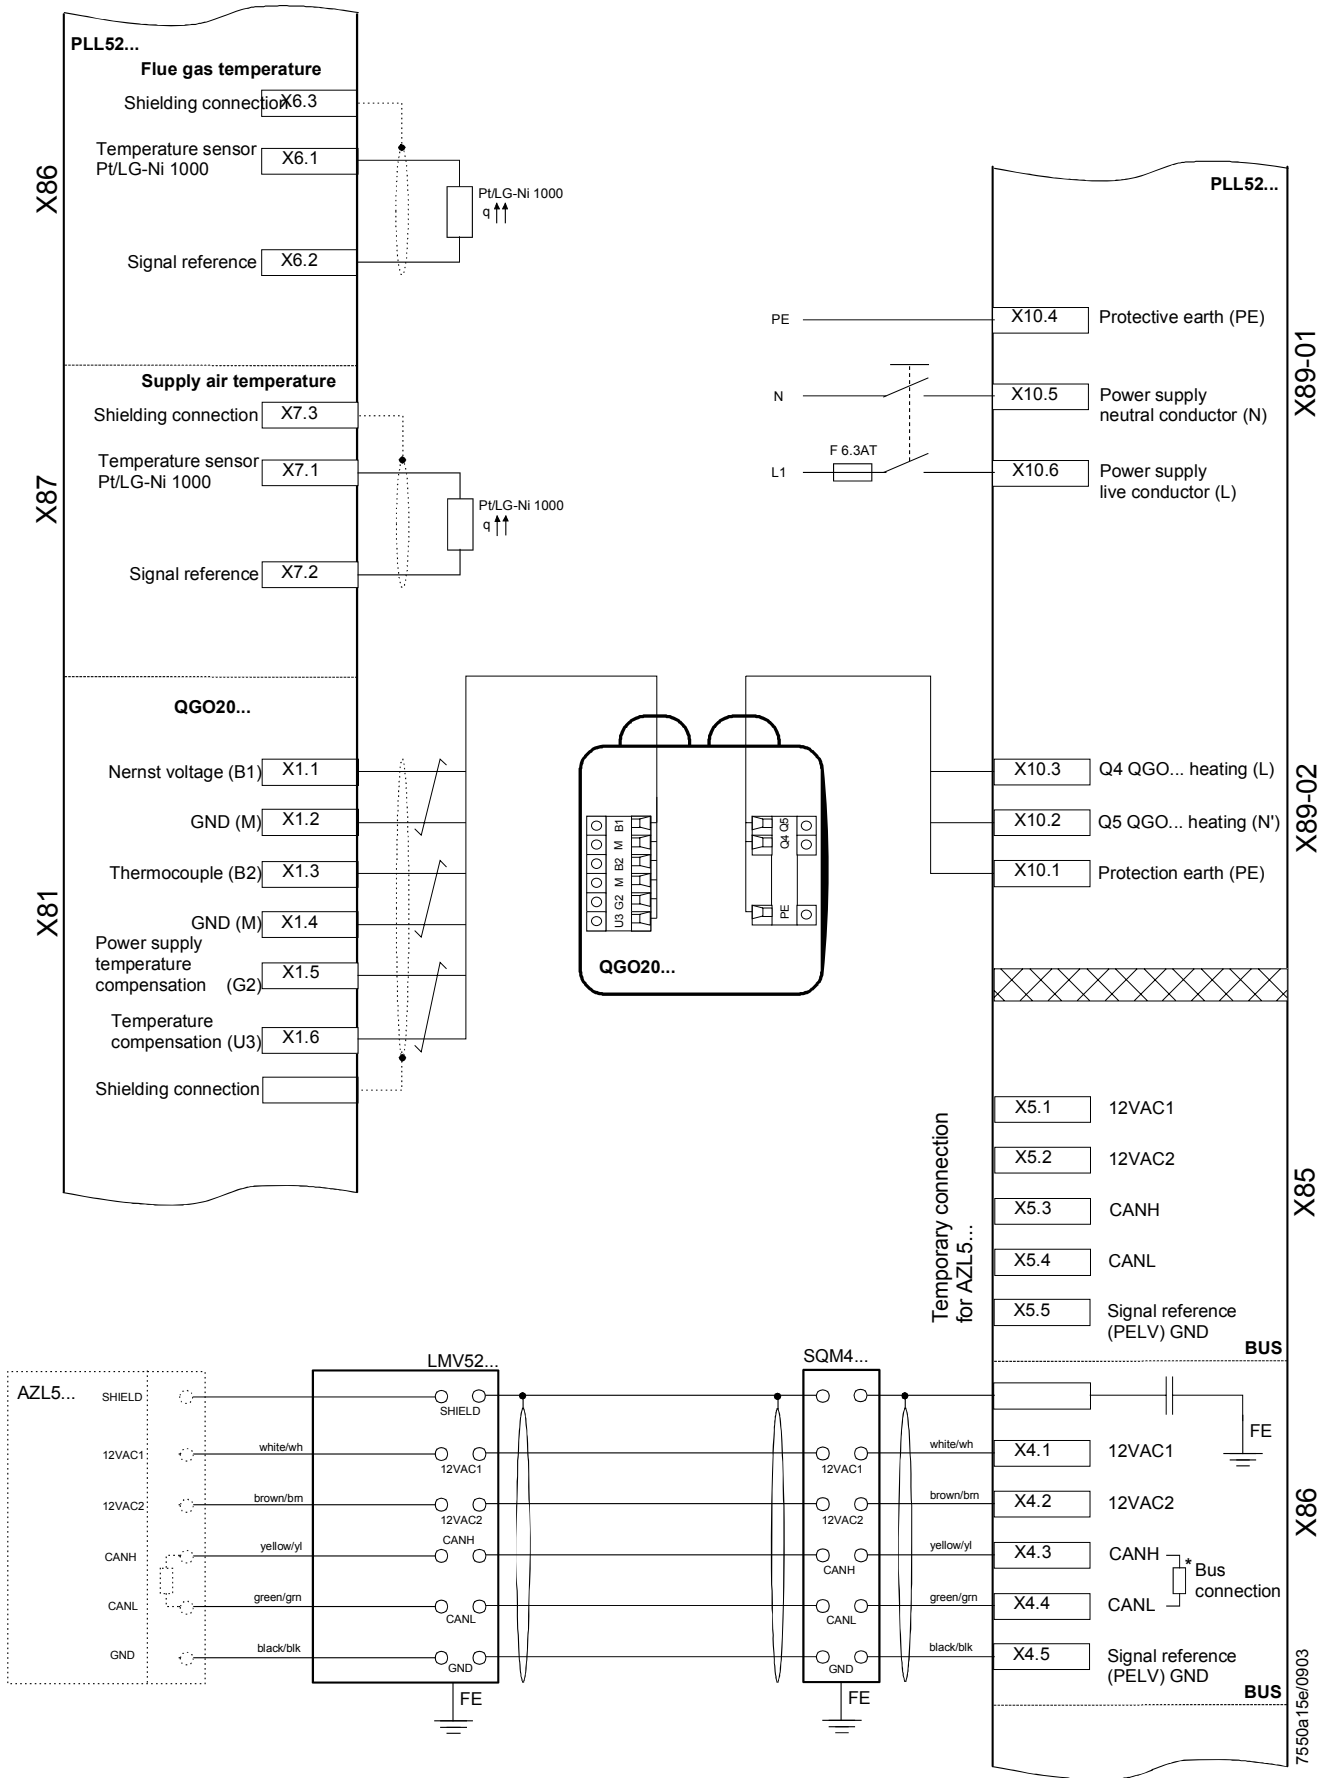 PLL52...
Flue gas temperature
Shielding connection
X6.3
Temperature sensor
Pt/LG-Ni 1000
X6.1
Pt/LG-Ni 1000
q
Signal reference
X6.2
X86
Supply air temperature
Shielding connection
X7.3
Temperature sensor
Pt/LG-Ni 1000
X7.1
Pt/LG-Ni 1000
q
Signal reference
X7.2
X87
QGO20...
Nernst voltage (B1)
X1.1
GND (M)
X1.2
Thermocouple (B2)
X1.3
GND (M)
X1.4
Power supply
temperature
compensation (G2)
X1.5
Temperature
compensation (U3)
X1.6
Shielding connection
X81
B1
M
B2
M
G2
U3
Q5
Q4
PE
QGO20...
PLL52...
PE
X10.4
Protective earth (PE)
N
X10.5
Power supply
neutral conductor (N)
F 6.3AT
L1
X10.6
Power supply
live conductor (L)
X89-01
X10.3
Q4 QGO... heating (L)
X10.2
Q5 QGO... heating (N')
X10.1
Protection earth (PE)
X89-02
Temporary connection
for AZL5...
X5.1
12VAC1
X5.2
12VAC2
X5.3
CANH
X5.4
CANL
X5.5
Signal reference
(PELV) GND
BUS
X85
AZL5...
SHIELD
12VAC1
12VAC2
CANH
CANL
GND
white/wh
brown/brn
yellow/yl
green/grn
black/blk
LMV52...
SHIELD
12VAC1
12VAC2
CANH
CANL
GND
FE
SQM4...
12VAC1
12VAC2
CANH
CANL
GND
FE
white/wh
brown/brn
yellow/yl
green/grn
black/blk
FE
X4.1
12VAC1
X4.2
12VAC2
X4.3
CANH
* Bus
connection
X4.4
CANL
X4.5
Signal reference
(PELV) GND
BUS
X86
7550a15e/0903